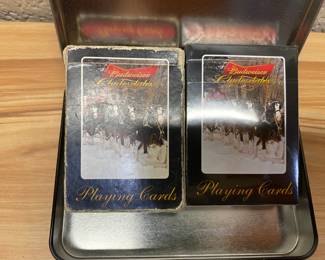 Budweiser
Clydesdales
Playing Cards
Budweiser
Clydesdales
Playing Cards